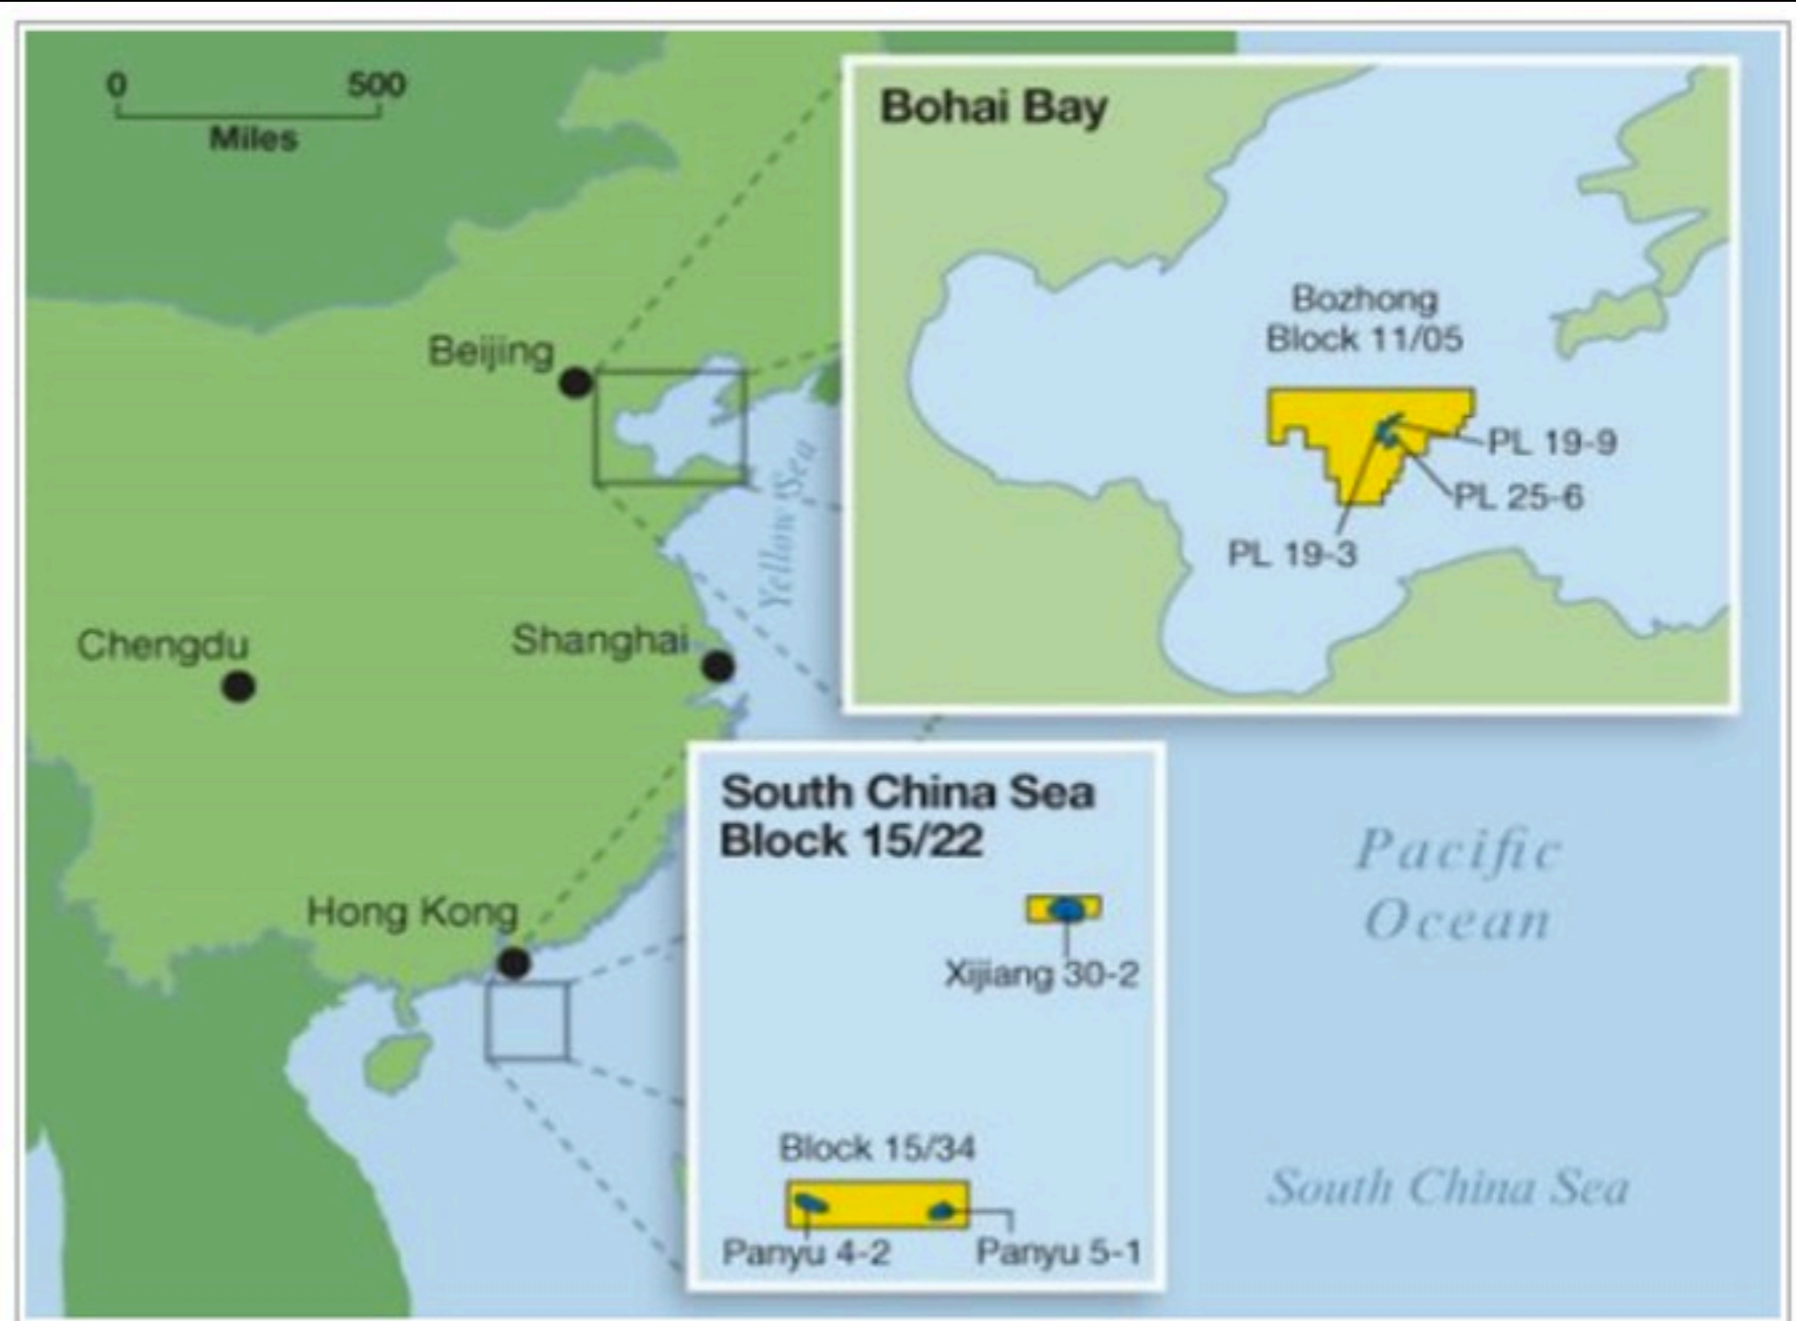 0 500
Miles
Bohai Bay
Bozhong
Block 11/05
PL 19-9
PL 25-6
PL 19-3
Beijing
Yellow Sea
Chengdu
Shanghai
South China Sea
Block 15/22
Xijiang 30-2
Hong Kong
Block 15/34
Panyu 4-2
Panyu 5-1
Pacific
Ocean
South China Sea